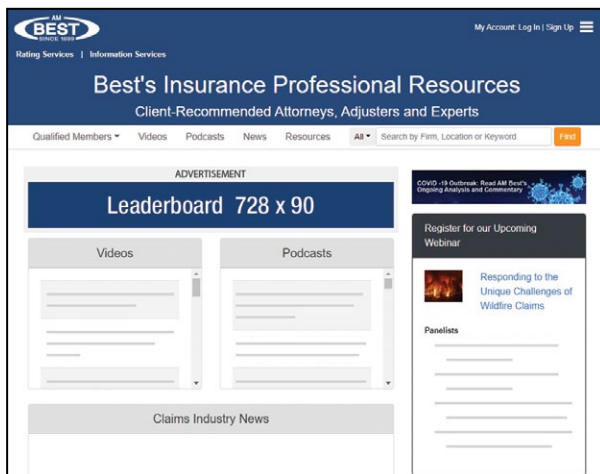 AM
BEST
SINCE 1899
My Account: Log In | Sign Up
Rating Services | Information Services
Best's Insurance Professional Resources
Client-Recommended Attorneys, Adjusters and Experts
Qualified Members Videos Podcasts News Resources All Search by Firm, Location or Keyword Find
ADVERTISEMENT
Leaderboard 728 x 90
COVID -19 Outbreak: Read AM Best's
Ongoing Analysis and Commentary
Videos
Podcasts
Register for our Upcoming
Webinar
Responding to the
Unique Challenges of
Wildfire Claims
Panelists
Claims Industry News